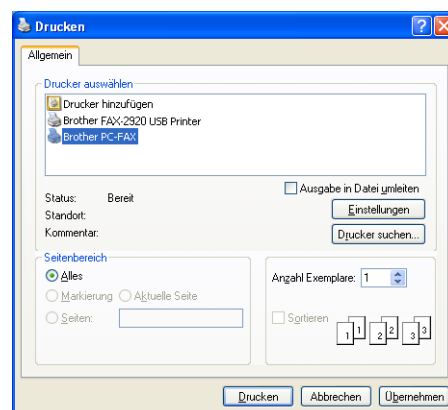 Drucken
Allgemein
Drucker auswählen
Drucker hinzufügen
Brother FAX-2920 USB Printer
Brother PC-FAX
Status: Bereit
Standort:
Kommentar:
Ausgabe in Datei umleiten
Einstellungen
Drucker suchen...
Seitenbereich
Alles
Markierung Aktuelle Seite
Seiten:
Anzahl Exemplare: 1
Sortieren
1 1 2 2 3 3
Drucken Abbrechen Übernehmen